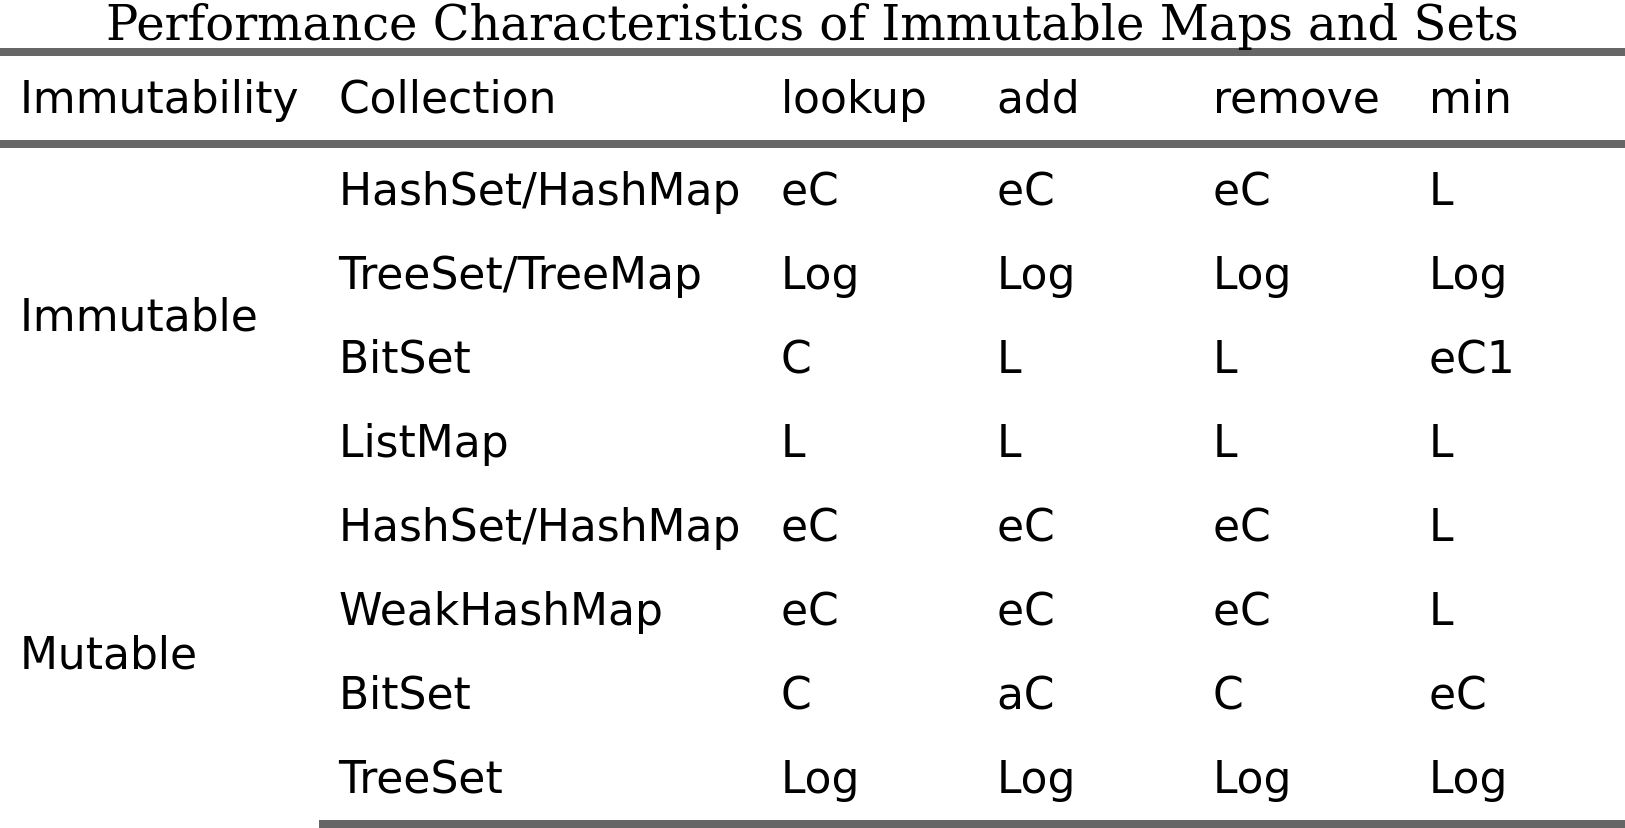 Performance Characteristics of Immutable Maps and Sets
Immutability Collection lookup add remove min
Immutable HashSet/HashMap eC eC eC L
TreeSet/TreeMap Log Log Log Log
BitSet C L L eC1
ListMap L L L L
Mutable HashSet/HashMap eC eC eC L
WeakHashMap eC eC eC L
BitSet C aC C eC
TreeSet Log Log Log Log